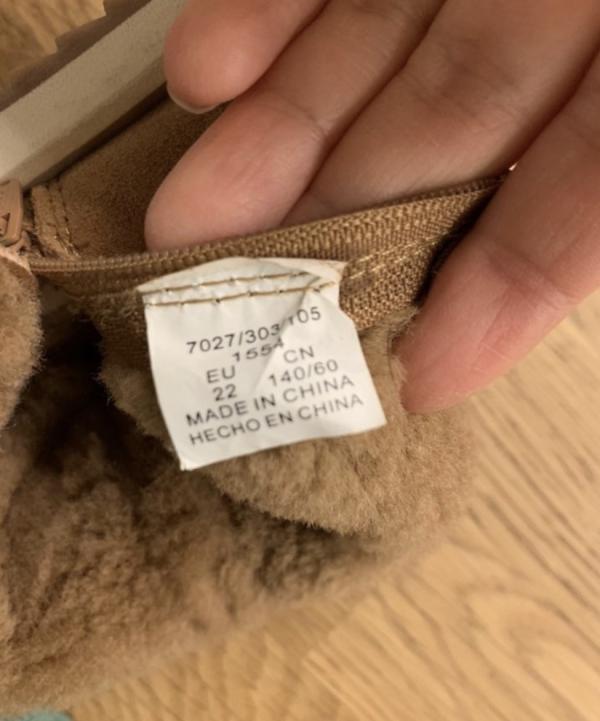 7027/303/105
1554
EU CN
22 140/60
MADE IN CHINA
HECHO EN CHINA